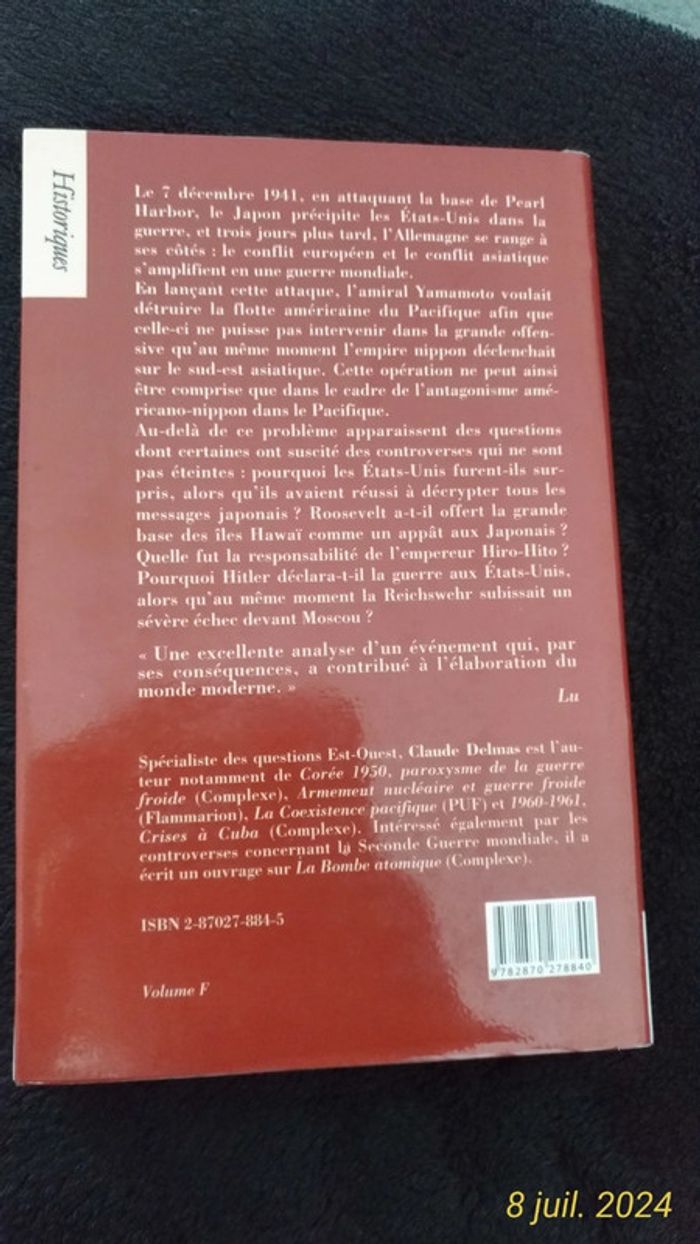 Historiques
Le 7 décembre 1941, en attaquant la base de Pearl
Harbor, le Japon précipite les États-Unis dans la
guerre, et trois jours plus tard, l'Allemagne se range à
ses côtés : le conflit européen et le conflit asiatique
s'amplifient en une guerre mondiale.
En lançant cette attaque, l'amiral Yamamoto voulait
détruire la flotte américaine du Pacifique afin que
celle-ci ne puisse pas intervenir dans la grande offen-
sive qu'au même moment l'empire nippon déclenchait
sur le sud-est asiatique. Cette opération ne peut ainsi
être comprise que dans le cadre de l'antagonisme amé-
ricano-nippon dans le Pacifique.
Au-delà de ce problème apparaissent des questions
dont certaines ont suscité des controverses qui ne sont
pas éteintes : pourquoi les États-Unis furent-ils sur-
pris, alors qu'ils avaient réussi à décrypter tous les
messages japonais ? Roosevelt a-t-il offert la grande
base des îles Hawaï comme un appât aux Japonais ?
Quelle fut la responsabilité de l'empereur Hiro-Hito ?
Pourquoi Hitler déclara-t-il la guerre aux États-Unis,
alors qu'au même moment la Reichswehr subissait un
sévère échec devant Moscou ?
« Une excellente analyse d'un événement qui, par
ses conséquences, a contribué à l'élaboration du
monde moderne. »
Lu
Spécialiste des questions Est-Ouest, Claude Delmas est l'au-
teur notamment de Corée 1950, paroxysme de la guerre
froide (Complexe), Armement nucléaire et guerre froide
(Flammarion), La Coexistence pacifique (PUF) et 1960-1961,
Crises à Cuba (Complexe). Intéressé également par les
controverses concernant la Seconde Guerre mondiale, il a
écrit un ouvrage sur La Bombe atomique (Complexe).
ISBN 2-87027-884-5
9782870 278840
Volume F
8 juil. 2024